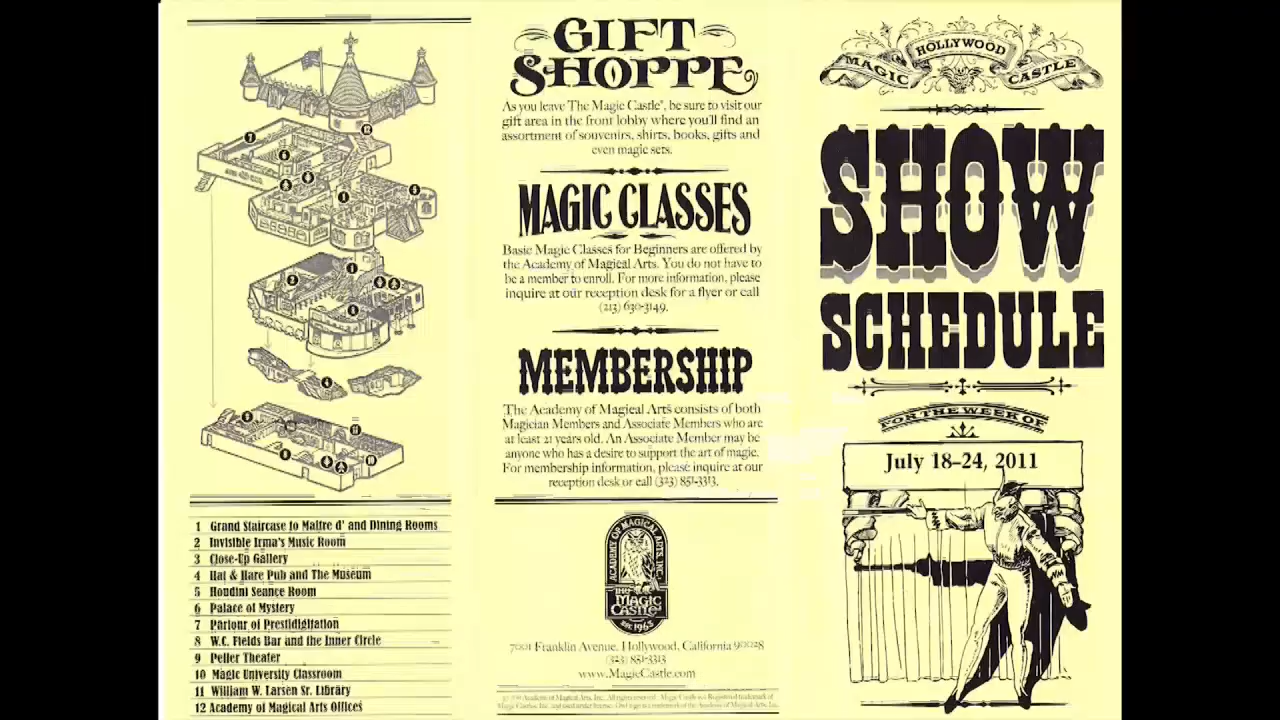 1 Grand Staircase to Maitre d' and Dining Rooms
2 Invisible Irma's Music Room
3 Close-Up Gallery
4 Hat & Hare Pub and The Museum
5 Houdini Seance Room
6 Palace of Mystery
7 Parlour of Prestidigitation
8 W.C. Fields Bar and the Inner Circle
9 Peller Theater
10 Magic University Classroom
11 William W. Larsen Sr. Library
12 Academy of Magical Arts Offices
GIFT
SHOPPE
As you leave The Magic Castle®, be sure to visit our
gift area in the front lobby where you'll find an
assortment of souvenirs, shirts, books, gifts and
even magic sets.
MAGIC CLASSES
Basic Magic Classes for Beginners are offered by
the Academy of Magical Arts. You do not have to
be a member to enroll. For more information, please
inquire at our reception desk for a flyer or call
(213) 630-3149.
MEMBERSHIP
The Academy of Magical Arts consists of both
Magician Members and Associate Members who are
at least 21 years old. An Associate Member may be
anyone who has a desire to support the art of magic.
For membership information, please inquire at our
reception desk or call (323) 851-3313.
ACADEMY OF MAGICAL ARTS, INC.
THE
MAGIC
CASTLE
EST. 1963
7001 Franklin Avenue, Hollywood, California 90028
(323) 851-3313
www.MagicCastle.com
HOLLYWOOD
MAGIC CASTLE
SHOW
SCHEDULE
FOR THE WEEK OF
July 18-24, 2011